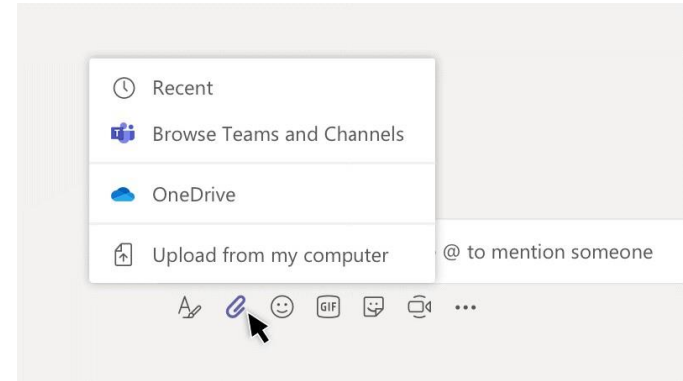 Recent
Browse Teams and Channels
OneDrive
Upload from my computer
@ to mention someone
GIF